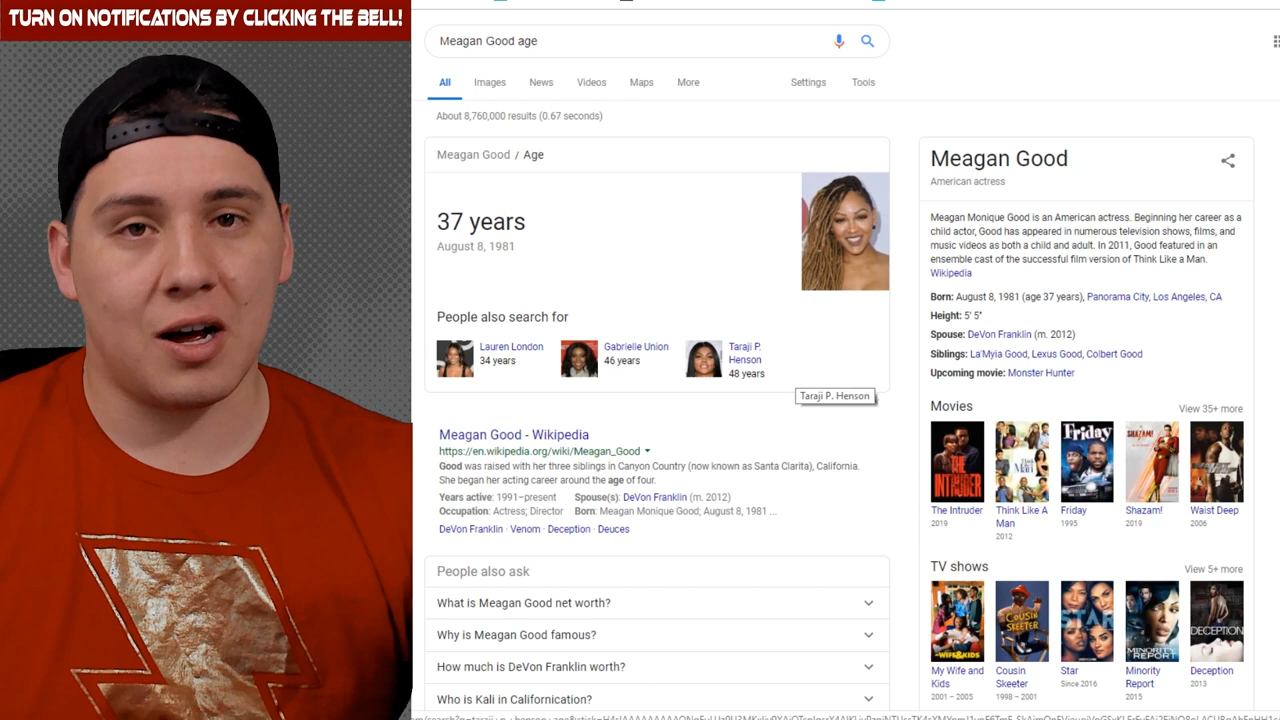 TURN ON NOTIFICATIONS BY CLICKING THE BELL!
Meagan Good age
All Images News Videos Maps More Settings Tools
About 8,760,000 results (0.67 seconds)
Meagan Good / Age
37 years
August 8, 1981
People also search for
Lauren London
34 years
Gabrielle Union
46 years
Taraji P.
Henson
48 years
Taraji P. Henson
Meagan Good - Wikipedia
https://en.wikipedia.org/wiki/Meagan_Good
Good was raised with her three siblings in Canyon Country (now known as Santa Clarita), California.
She began her acting career around the age of four.
Years active: 1991–present Spouse(s): DeVon Franklin (m. 2012)
Occupation: Actress; Director Born: Meagan Monique Good; August 8, 1981 ...
DeVon Franklin · Venom · Deception · Deuces
People also ask
What is Meagan Good net worth?
Why is Meagan Good famous?
How much is DeVon Franklin worth?
Who is Kali in Californication?
Meagan Good
American actress
Meagan Monique Good is an American actress. Beginning her career as a
child actor, Good has appeared in numerous television shows, films, and
music videos as both a child and adult. In 2011, Good featured in an
ensemble cast of the successful film version of Think Like a Man.
Wikipedia
Born: August 8, 1981 (age 37 years), Panorama City, Los Angeles, CA
Height: 5′ 5″
Spouse: DeVon Franklin (m. 2012)
Siblings: La'Myia Good, Lexus Good, Colbert Good
Upcoming movie: Monster Hunter
Movies
View 35+ more
THE
INTRUDER
Friday
SHAZAM!
The Intruder
2019
Think Like A
Man
2012
Friday
1995
Shazam!
2019
Waist Deep
2006
TV shows
View 5+ more
WIFE&KIDS
COUSIN
SKEETER
STAR
MINORITY
REPORT
DECEPTION
My Wife and
Kids
2001 – 2005
Cousin
Skeeter
1998 – 2001
Star
Since 2016
Minority
Report
2015
Deception
2013